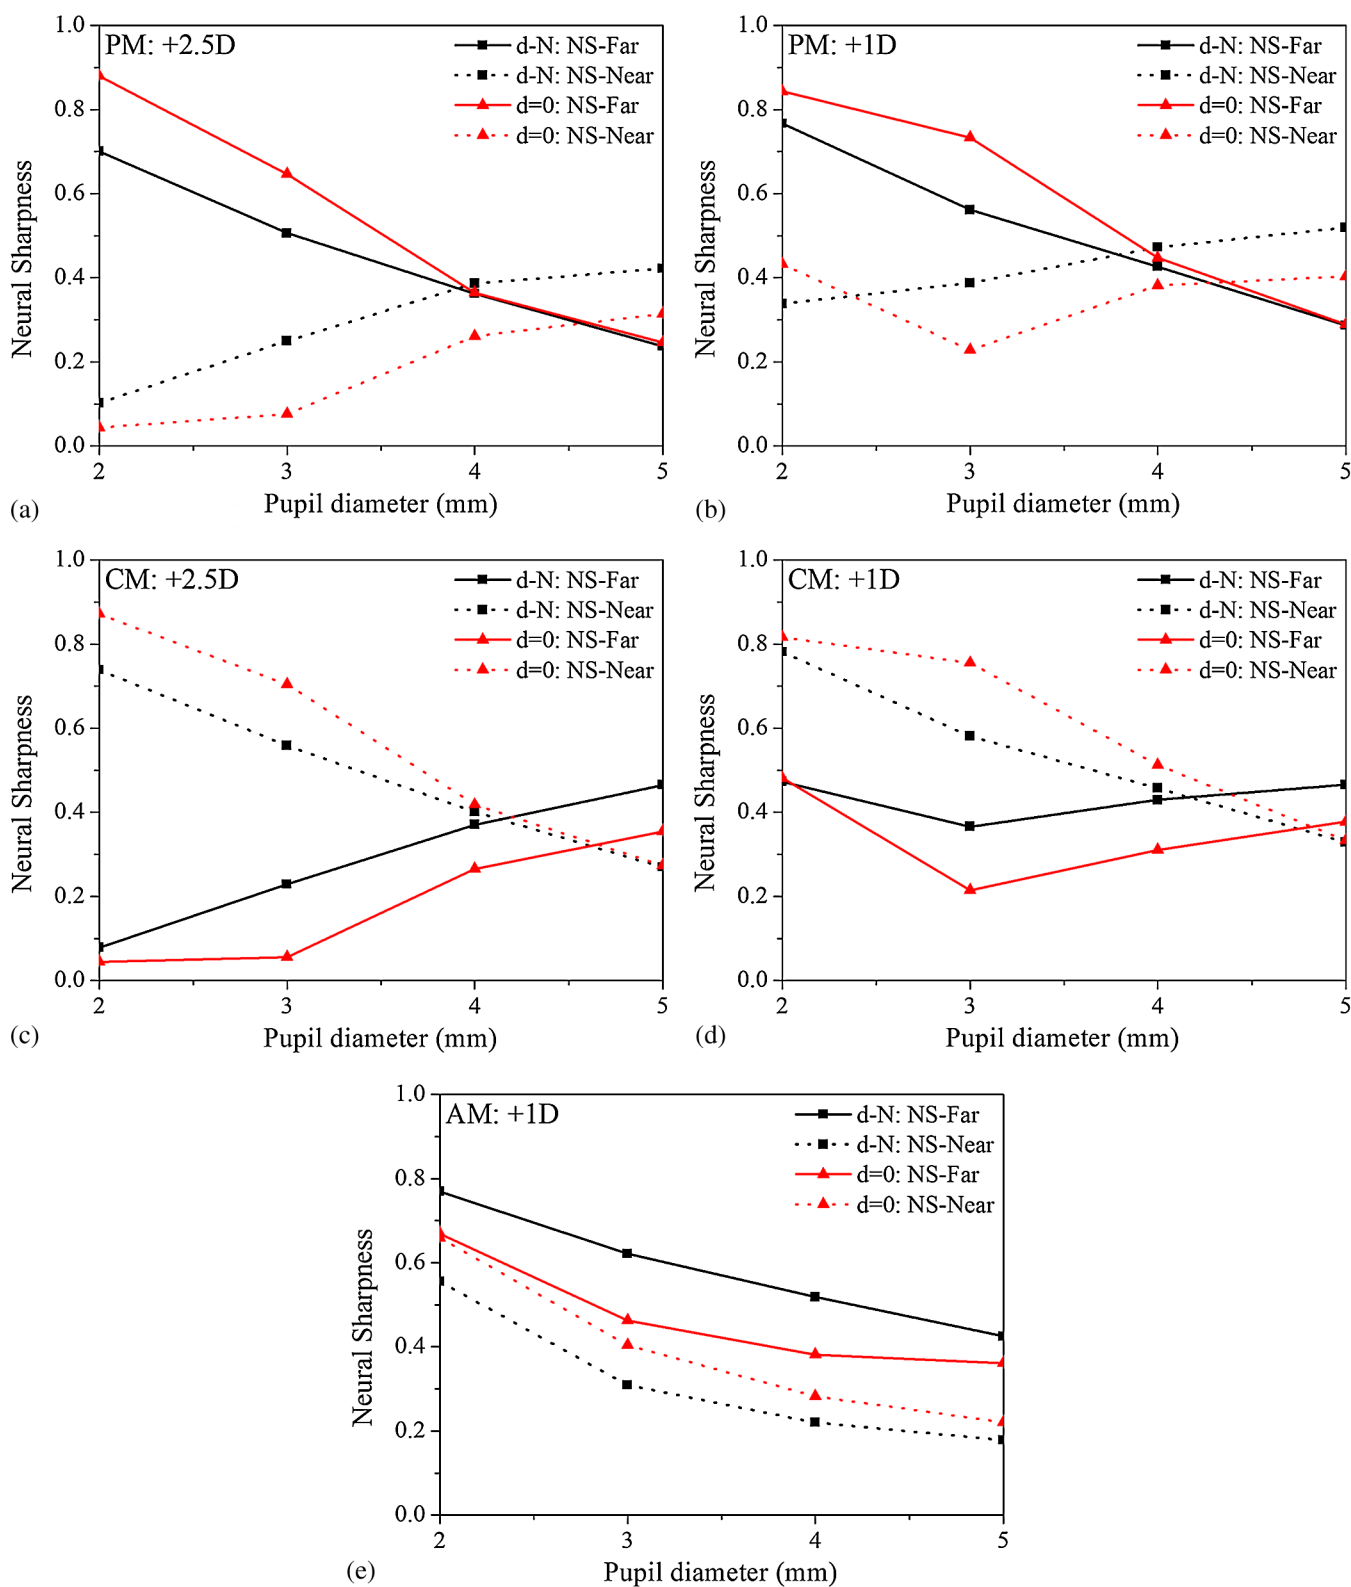 PM: +2.5D
d-N: NS-Far
d-N: NS-Near
d=0: NS-Far
d=0: NS-Near
1.0
0.8
0.6
0.4
0.2
0.0
Neural Sharpness
2 3 4 5
Pupil diameter (mm)
(a)
PM: +1D
d-N: NS-Far
d-N: NS-Near
d=0: NS-Far
d=0: NS-Near
1.0
0.8
0.6
0.4
0.2
0.0
Neural Sharpness
2 3 4 5
Pupil diameter (mm)
(b)
CM: +2.5D
d-N: NS-Far
d-N: NS-Near
d=0: NS-Far
d=0: NS-Near
1.0
0.8
0.6
0.4
0.2
0.0
Neural Sharpness
2 3 4 5
Pupil diameter (mm)
(c)
CM: +1D
d-N: NS-Far
d-N: NS-Near
d=0: NS-Far
d=0: NS-Near
1.0
0.8
0.6
0.4
0.2
0.0
Neural Sharpness
2 3 4 5
Pupil diameter (mm)
(d)
AM: +1D
d-N: NS-Far
d-N: NS-Near
d=0: NS-Far
d=0: NS-Near
1.0
0.8
0.6
0.4
0.2
0.0
Neural Sharpness
2 3 4 5
Pupil diameter (mm)
(e)